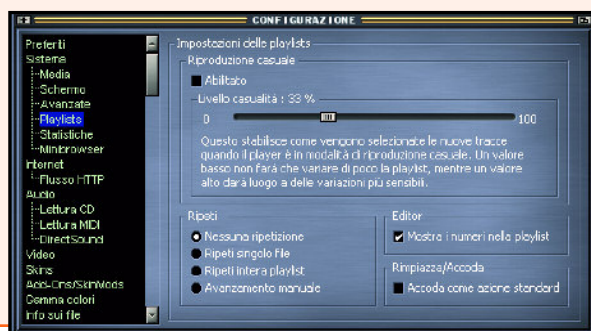 CONFIGURAZIONE
Preferiti
Sistema
Media
Schermo
Avanzate
Playlists
Statistiche
Minibrowser
Internet
Flusso HTTP
Audio
Lettura CD
Lettura MIDI
DirectSound
Video
Skins
Add-Ons/SkinMods
Gamma colori
Info sui file
Impostazioni delle playlists
Riproduzione casuale
Abilitato
Livello casualità : 33 %
0
100
Questo stabilisce come vengono selezionate le nuove tracce
quando il player è in modalità di riproduzione casuale. Un valore
basso non farà che variare di poco la playlist, mentre un valore
alto darà luogo a delle variazioni più sensibili.
Ripeti
Nessuna ripetizione
Ripeti singolo file
Ripeti intera playlist
Avanzamento manuale
Editor
Mostra i numeri nella playlist
Rimpiazza/Accoda
Accoda come azione standard